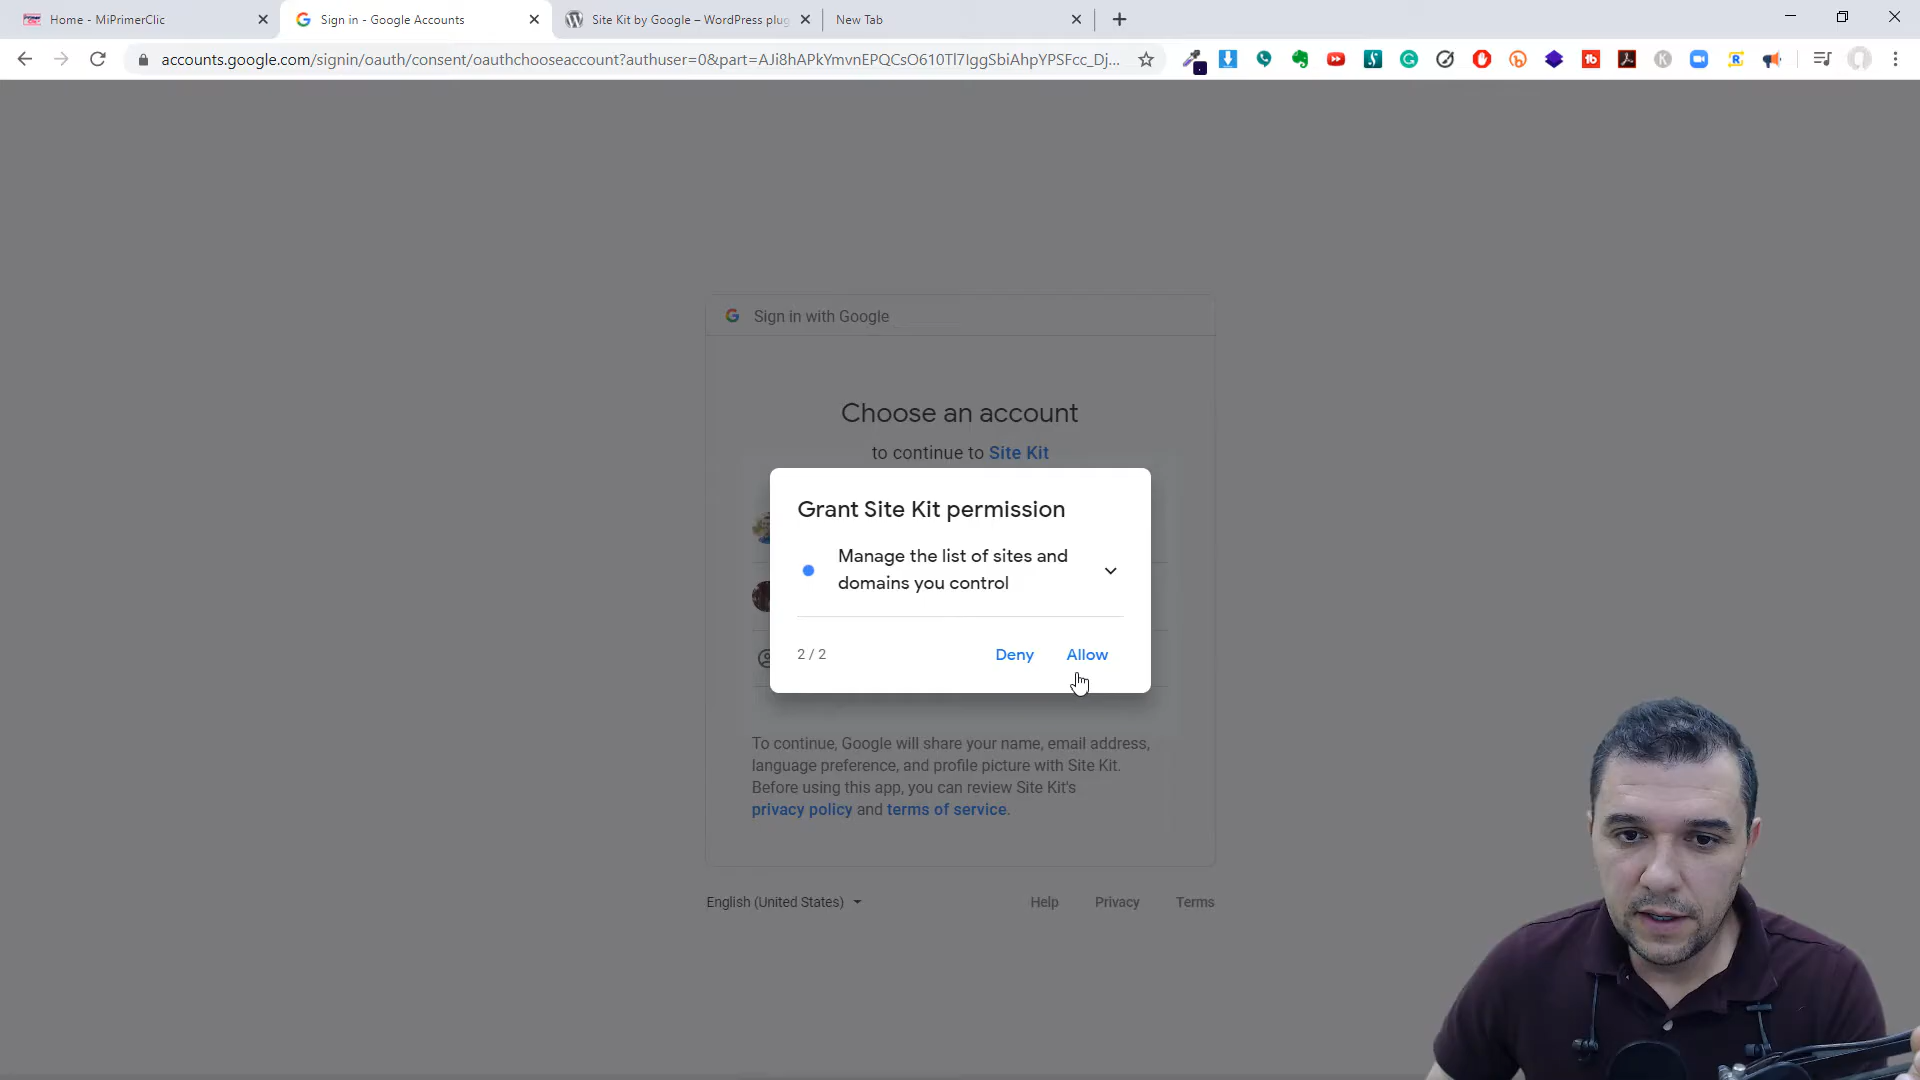 Home - MiPrimerClic
Sign in - Google Accounts
Site Kit by Google – WordPress plug
New Tab
accounts.google.com/signin/oauth/consent/oauthchooseaccount?authuser=0&part=AJi8hAPkYmvnEPQCsO610Tl7IggSbiAhpYPSFcc_Dj...
Sign in with Google
Choose an account
to continue to Site Kit
Grant Site Kit permission
Manage the list of sites and
domains you control
2 / 2
Deny
Allow
To continue, Google will share your name, email address,
language preference, and profile picture with Site Kit.
Before using this app, you can review Site Kit's
privacy policy and terms of service.
English (United States)
Help
Privacy
Terms